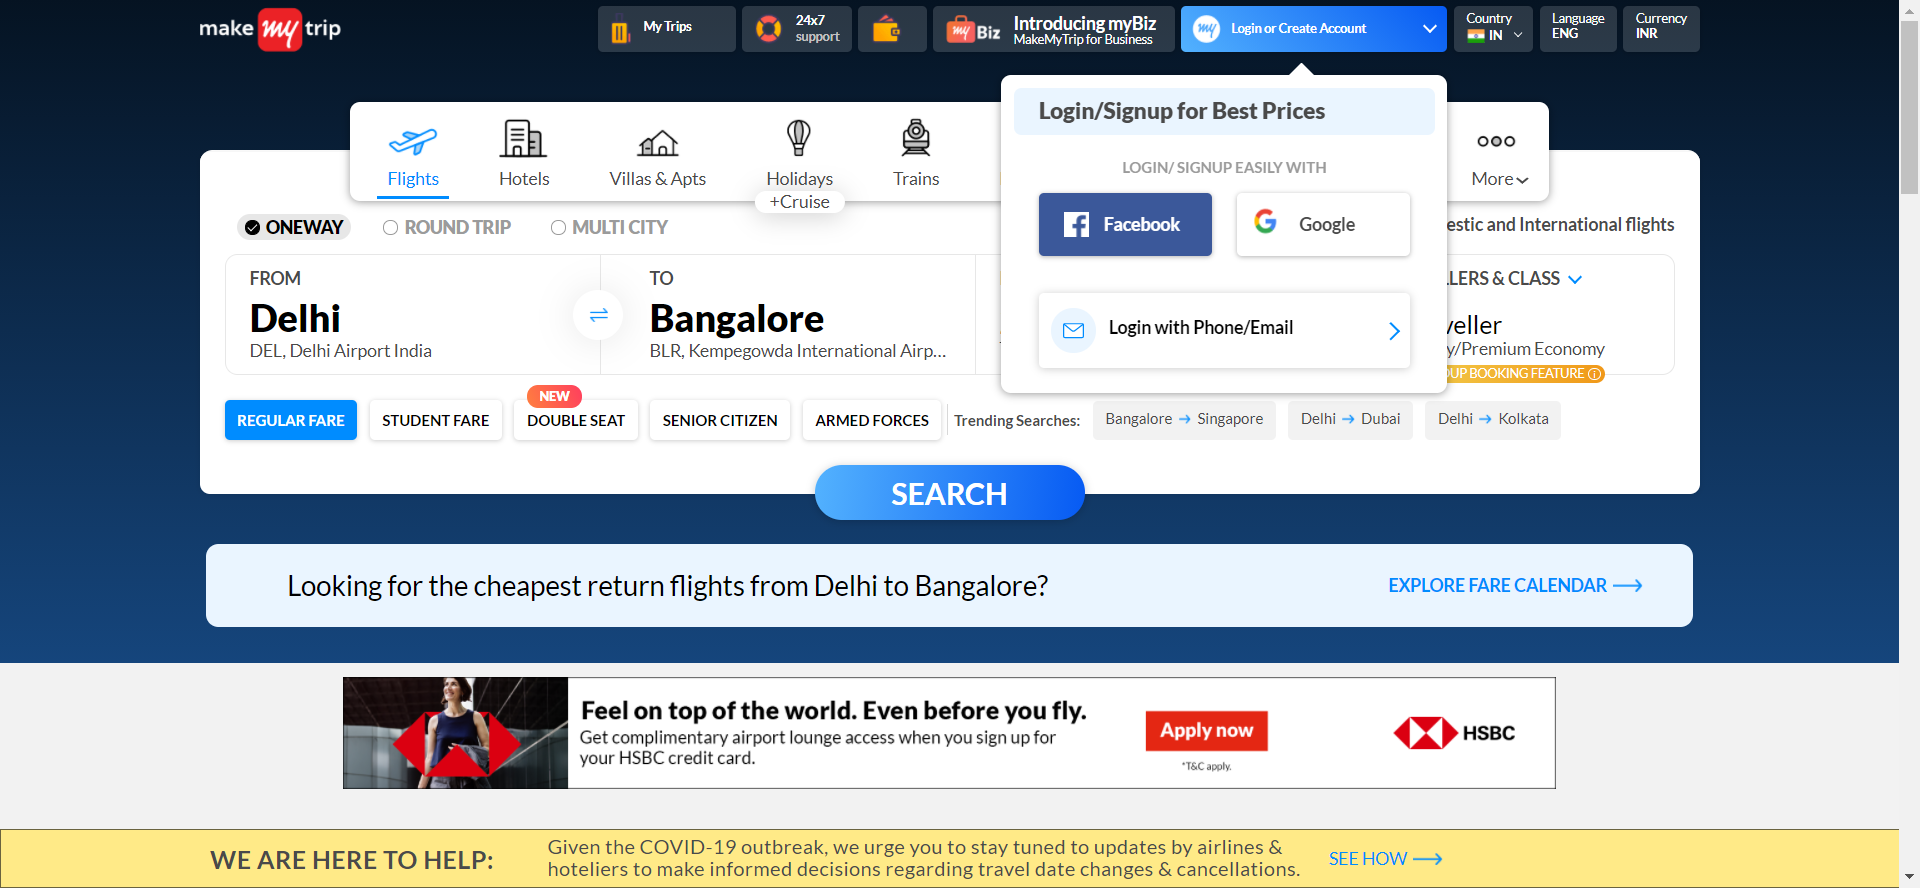 make my trip
My Trips
24x7
support
my Biz
Introducing myBiz
MakeMyTrip for Business
my
Login or Create Account
Country
IN
Language
ENG
Currency
INR
Login/Signup for Best Prices
LOGIN/ SIGNUP EASILY WITH
Facebook
Google
Login with Phone/Email
Flights
Hotels
Villas & Apts
Holidays
+Cruise
Trains
More
ONEWAY
ROUND TRIP
MULTI CITY
and International flights
FROM
Delhi
DEL, Delhi Airport India
TO
Bangalore
BLR, Kempegowda International Airp...
& CLASS
/Premium Economy
BOOKING FEATURE
REGULAR FARE
STUDENT FARE
NEW
DOUBLE SEAT
SENIOR CITIZEN
ARMED FORCES
Trending Searches:
Bangalore → Singapore
Delhi → Dubai
Delhi → Kolkata
SEARCH
Looking for the cheapest return flights from Delhi to Bangalore?
EXPLORE FARE CALENDAR
Feel on top of the world. Even before you fly.
Get complimentary airport lounge access when you sign up for
your HSBC credit card.
Apply now
*T&C apply.
HSBC
WE ARE HERE TO HELP:
Given the COVID-19 outbreak, we urge you to stay tuned to updates by airlines &
hoteliers to make informed decisions regarding travel date changes & cancellations.
SEE HOW